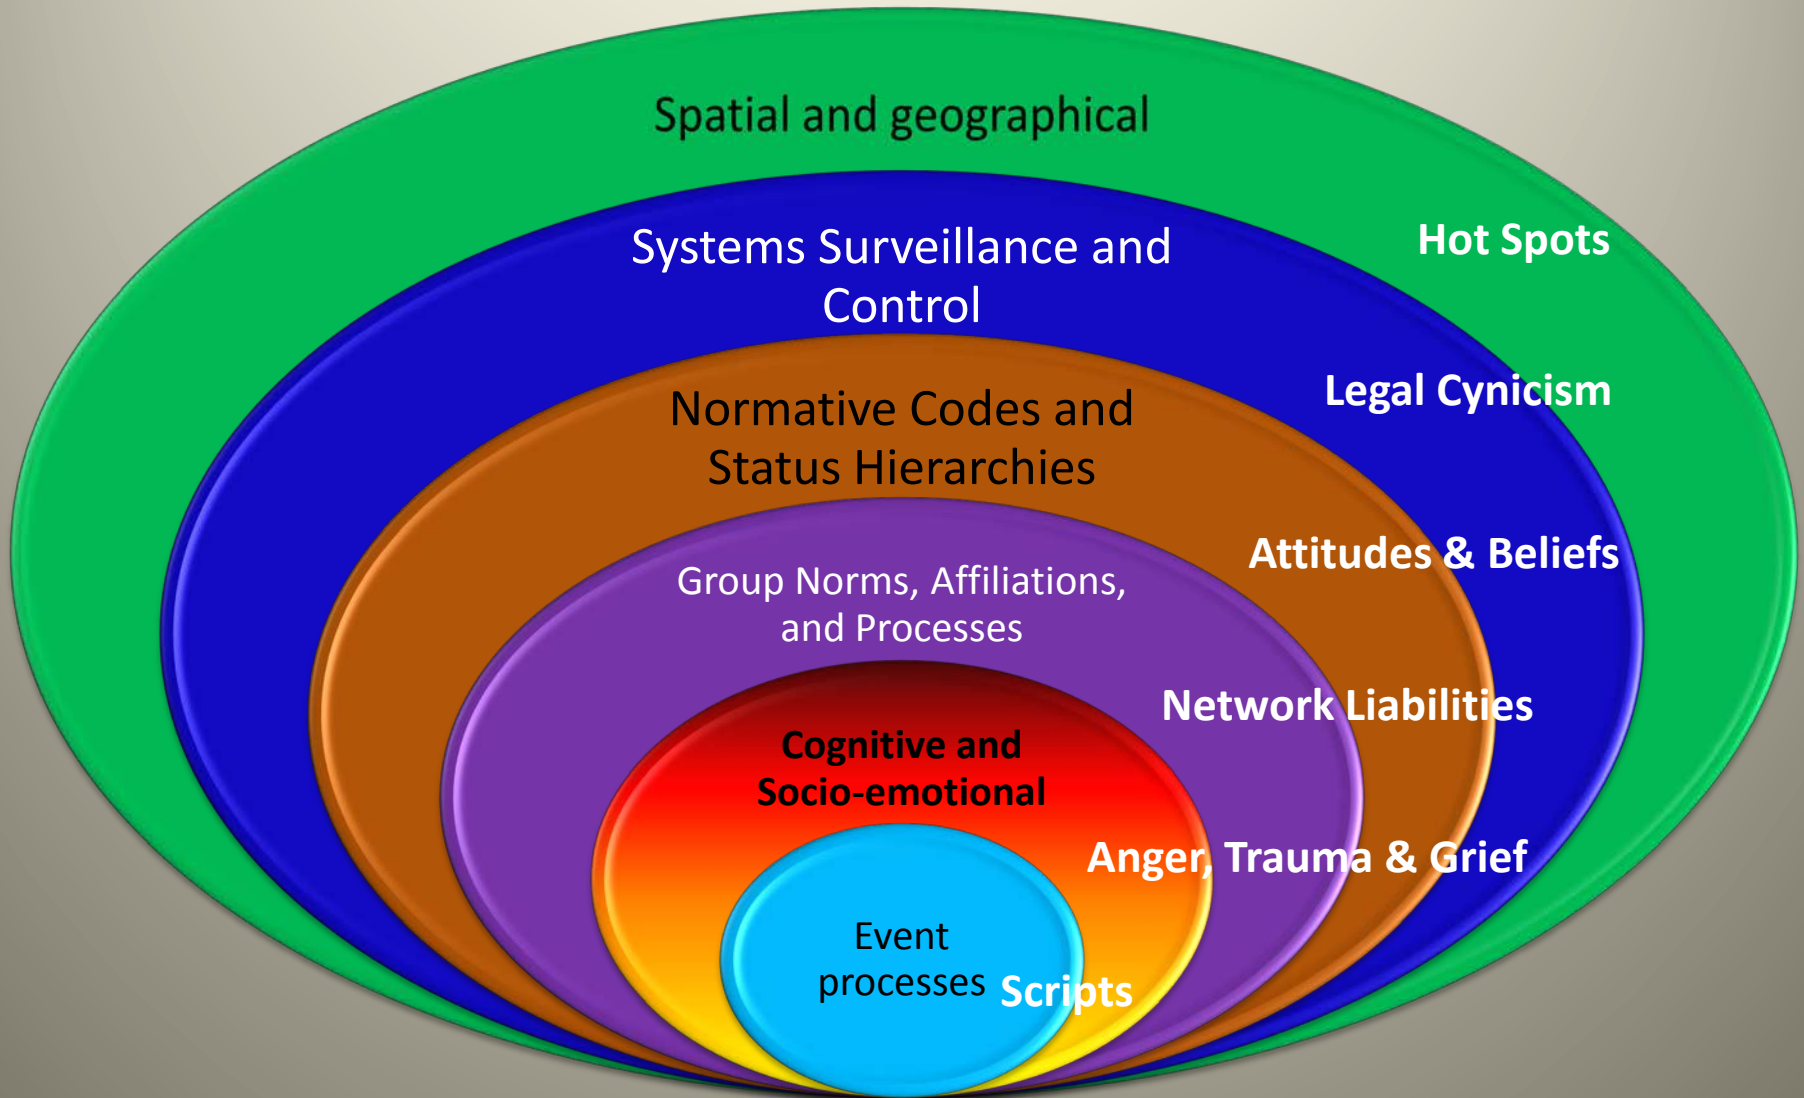 Spatial and geographical
Hot Spots
Systems Surveillance and
Control
Legal Cynicism
Normative Codes and
Status Hierarchies
Attitudes & Beliefs
Group Norms, Affiliations,
and Processes
Network Liabilities
Cognitive and
Socio-emotional
Anger, Trauma & Grief
Event
processes
Scripts